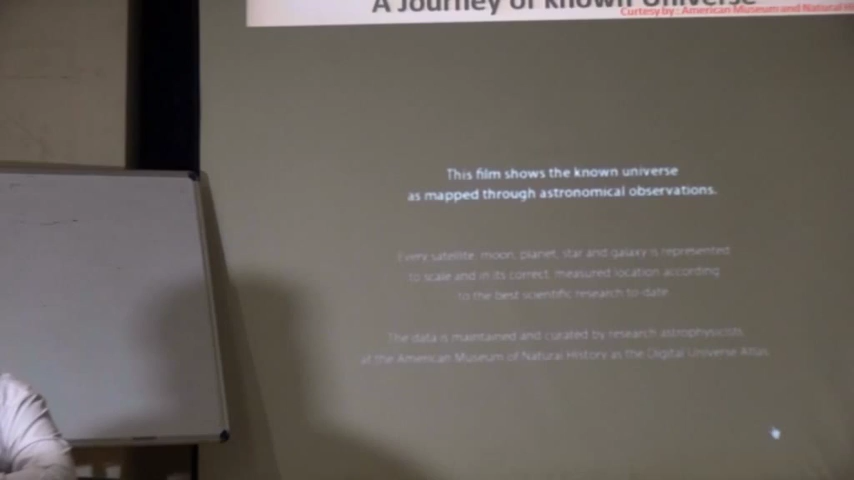 A Journey of known Universe
Curtesy by : American Museum and Natural
This film shows the known universe
as mapped through astronomical observations.
Every satellite, moon, planet, star and galaxy is represented
to scale and in its correct, measured location according
to the best scientific research to-date.
The data is maintained and curated by research astrophysicists
at the American Museum of Natural History as the Digital Universe Atlas.